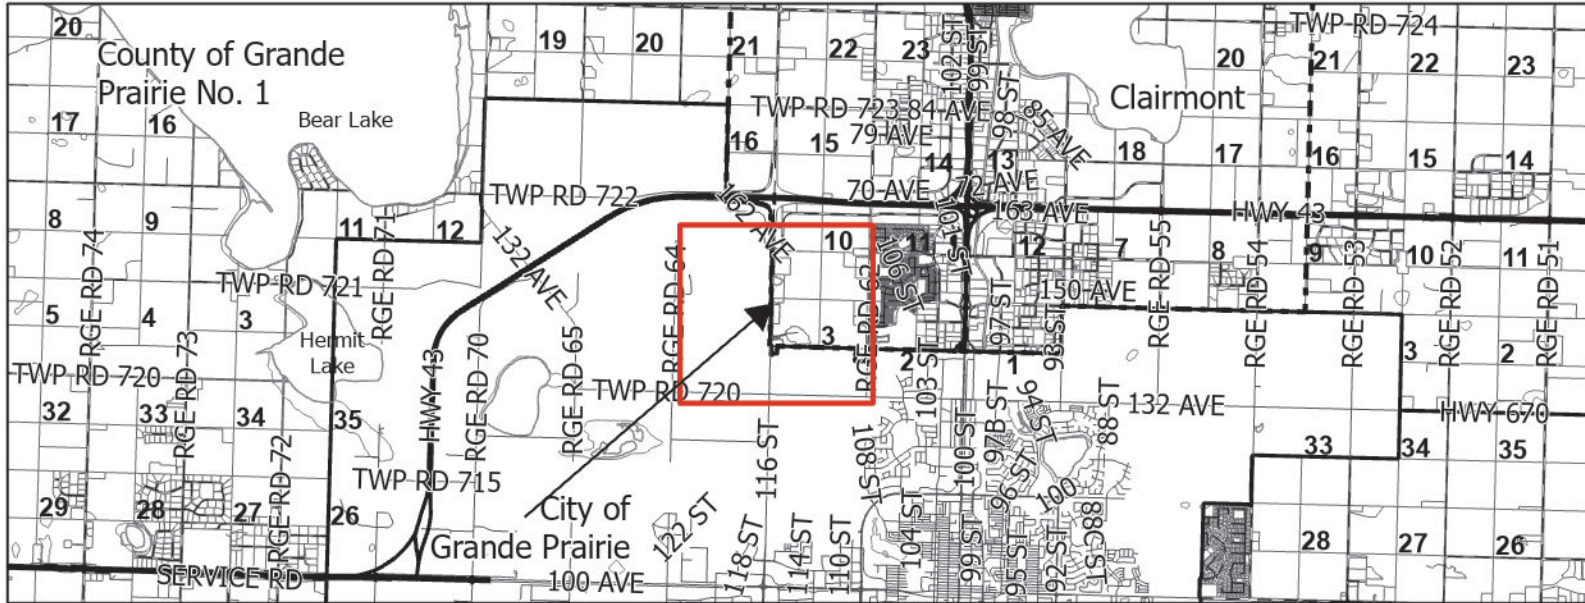 20
County of Grande
Prairie No. 1
19
20
21
22
23
102 ST
99 ST
TWP RD 724
20
21
22
23
Clairmont
17
16
Bear Lake
TWP RD 723 84 AVE
79 AVE
98 ST
85 AVE
16
15
14
13
18
17
16
15
14
TWP RD 722
70 AVE
72 AVE
163 AVE
HWY 43
8
9
11
12
RGE RD 71
RGE RD 74
132 AVE
162 AVE
10
11
101 ST
12
7
8
9
10
11
RGE RD 64
RGE RD 62
106 ST
RGE RD 55
RGE RD 54
RGE RD 53
RGE RD 52
RGE RD 51
TWP RD 721
150 AVE
5
4
3
Hermit
Lake
97 ST
93 ST
3
2
1
3
2
RGE RD 73
HWY 43
RGE RD 70
RGE RD 65
TWP RD 720
TWP RD 720
103 ST
132 AVE
HWY 670
32
33
34
35
RGE RD 72
116 ST
108 ST
100 ST
97B ST
94 ST
88 ST
33
34
35
TWP RD 715
96 ST
100
29
28
27
26
City of
Grande Prairie
122 ST
118 ST
114 ST
110 ST
104 ST
99 ST
95 ST
92 ST
88C ST
28
27
26
SERVICE RD
100 AVE